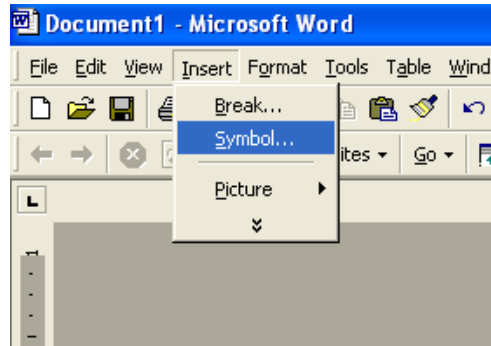 Document1 - Microsoft Word
File Edit View Insert Format Tools Table Wind
Break...
Symbol...
ites Go
Picture
L